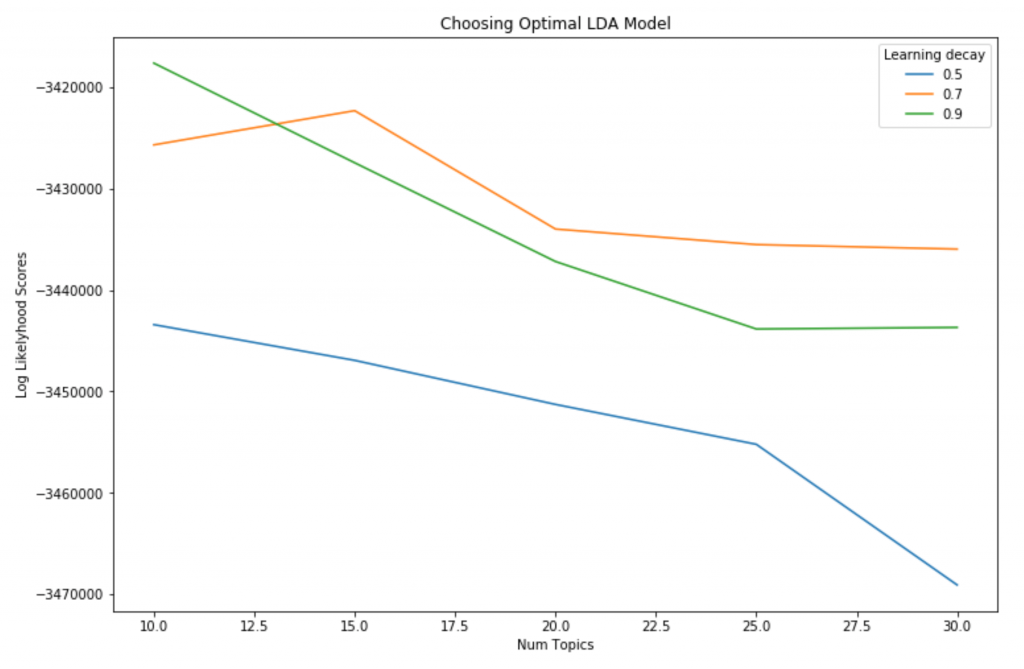 Choosing Optimal LDA Model
Learning decay
0.5
0.7
0.9
−3420000
−3430000
−3440000
−3450000
−3460000
−3470000
Log Likelyhood Scores
10.0 12.5 15.0 17.5 20.0 22.5 25.0 27.5 30.0
Num Topics